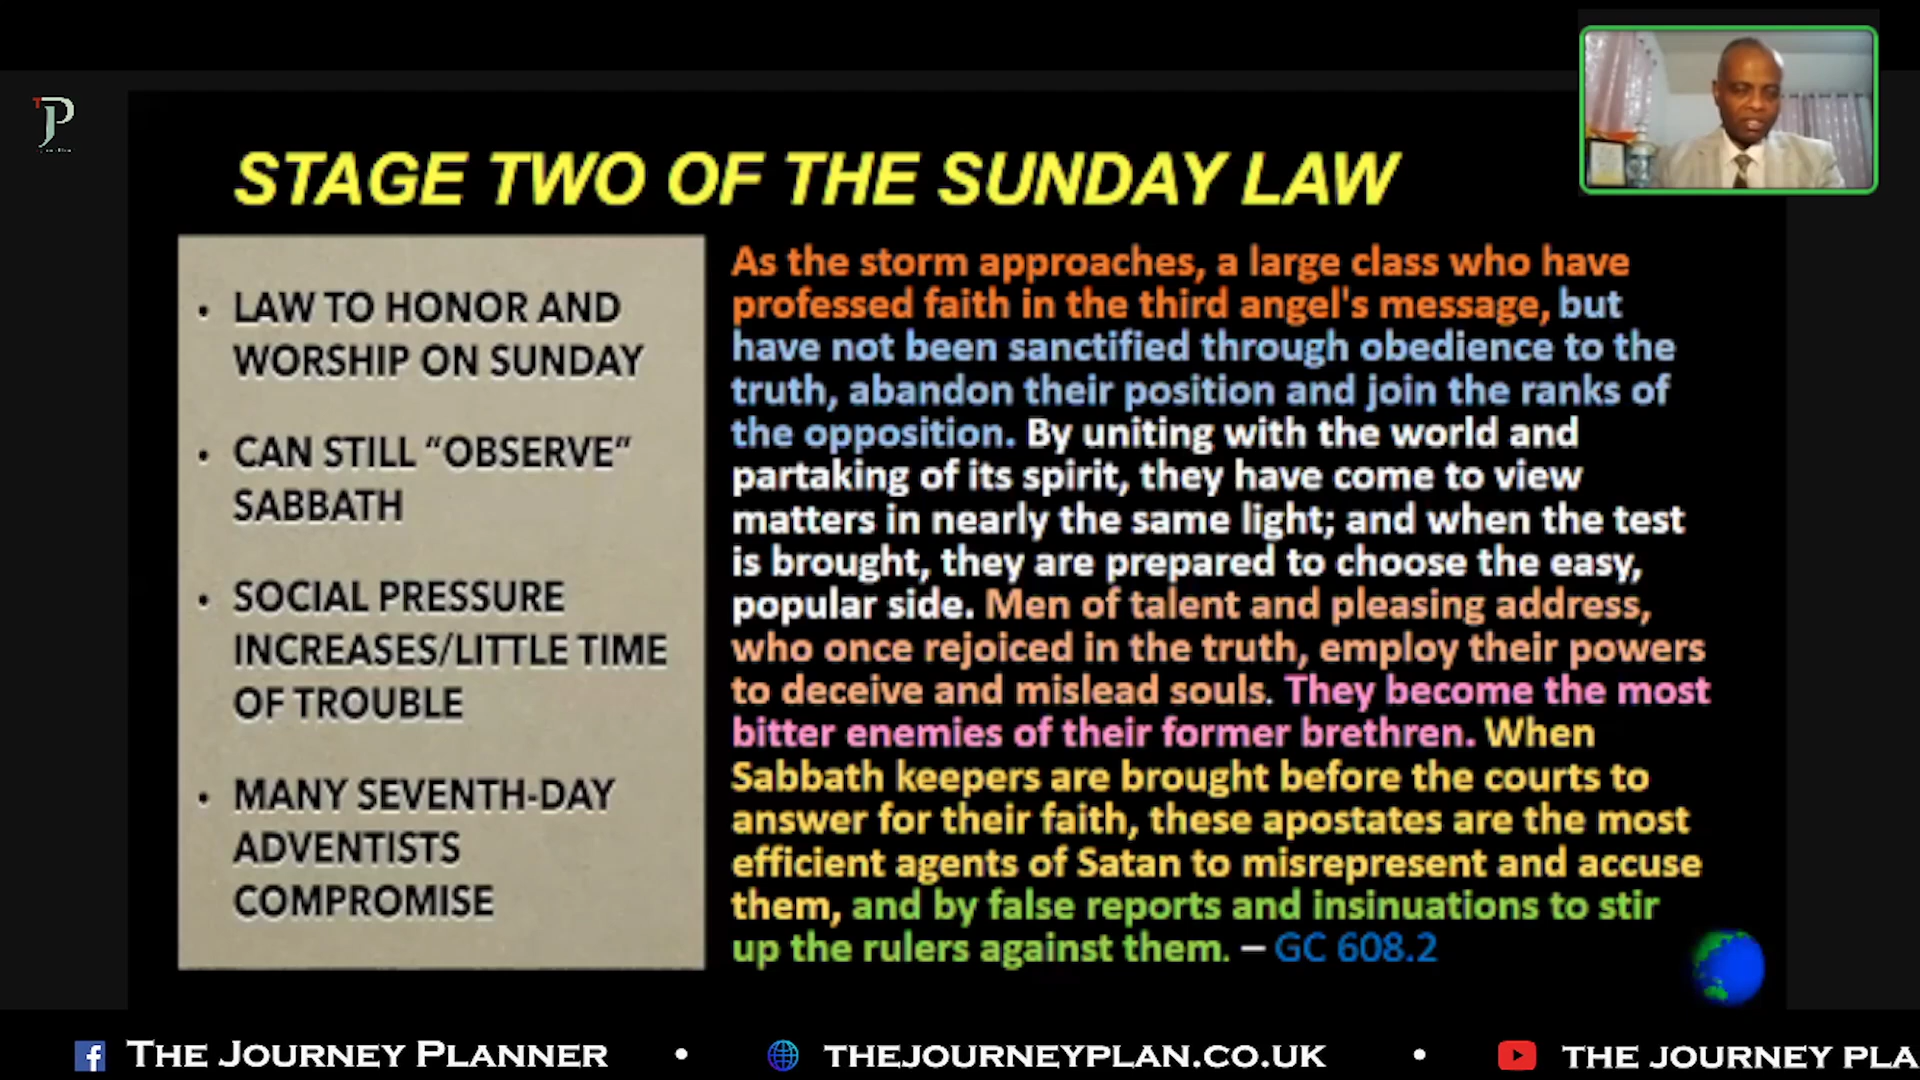 TP
STAGE TWO OF THE SUNDAY LAW
• LAW TO HONOR AND
WORSHIP ON SUNDAY
• CAN STILL “OBSERVE”
SABBATH
• SOCIAL PRESSURE
INCREASES/LITTLE TIME
OF TROUBLE
• MANY SEVENTH-DAY
ADVENTISTS
COMPROMISE
As the storm approaches, a large class who have
professed faith in the third angel's message, but
have not been sanctified through obedience to the
truth, abandon their position and join the ranks of
the opposition. By uniting with the world and
partaking of its spirit, they have come to view
matters in nearly the same light; and when the test
is brought, they are prepared to choose the easy,
popular side. Men of talent and pleasing address,
who once rejoiced in the truth, employ their powers
to deceive and mislead souls. They become the most
bitter enemies of their former brethren. When
Sabbath keepers are brought before the courts to
answer for their faith, these apostates are the most
efficient agents of Satan to misrepresent and accuse
them, and by false reports and insinuations to stir
up the rulers against them. – GC 608.2
THE JOURNEY PLANNER • THEJOURNEYPLAN.CO.UK • THE JOURNEY PLA